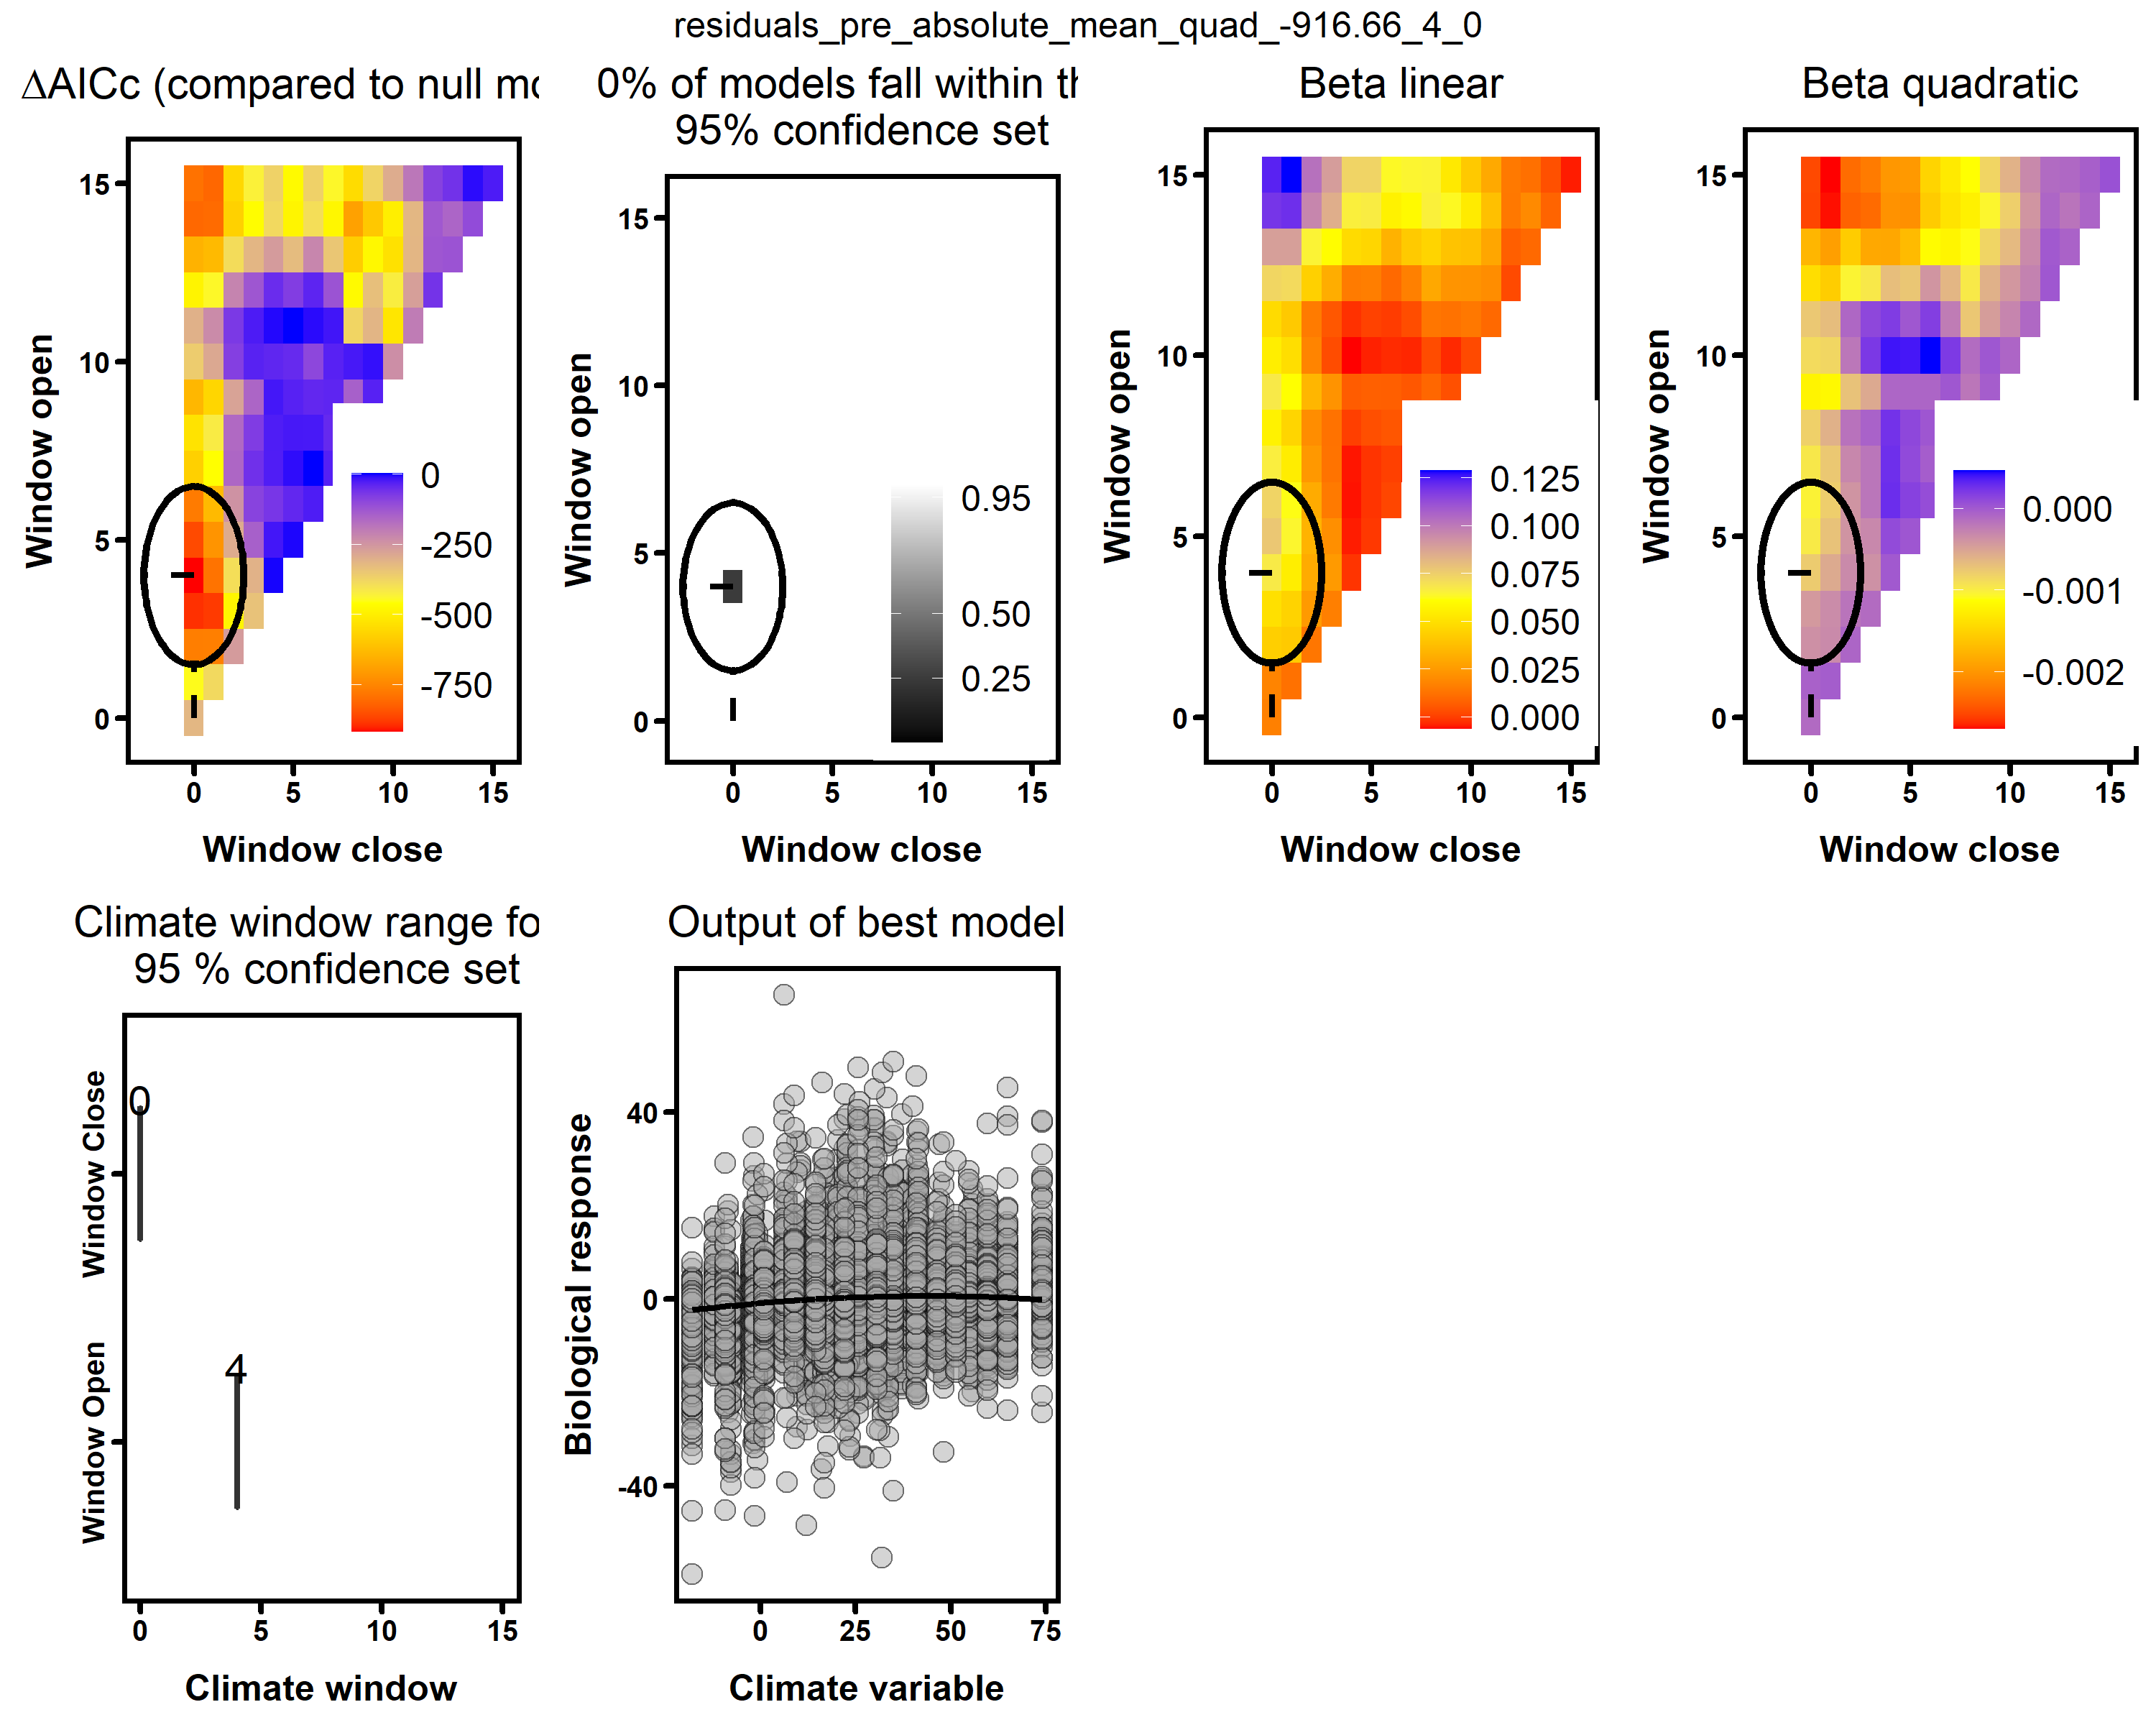 residuals_pre_absolute_mean_quad_-916.66_4_0
ΔAICc (compared to null
15
10
5
0
Window open
0
-250
-500
-750
0 5 10 15
Window close
0% of models fall within
95% confidence set
15
10
5
0
Window open
0.95
0.50
0.25
0 5 10 15
Window close
Beta linear
15
10
5
0
Window open
0.125
0.100
0.075
0.050
0.025
0.000
0 5 10 15
Window close
Beta quadratic
15
10
5
0
Window open
0.000
-0.001
-0.002
0 5 10 15
Window close
Climate window range
95 % confidence set
Window Close
Window Open
0
4
0 5 10 15
Climate window
Output of best model
40
0
-40
Biological response
0 25 50 75
Climate variable